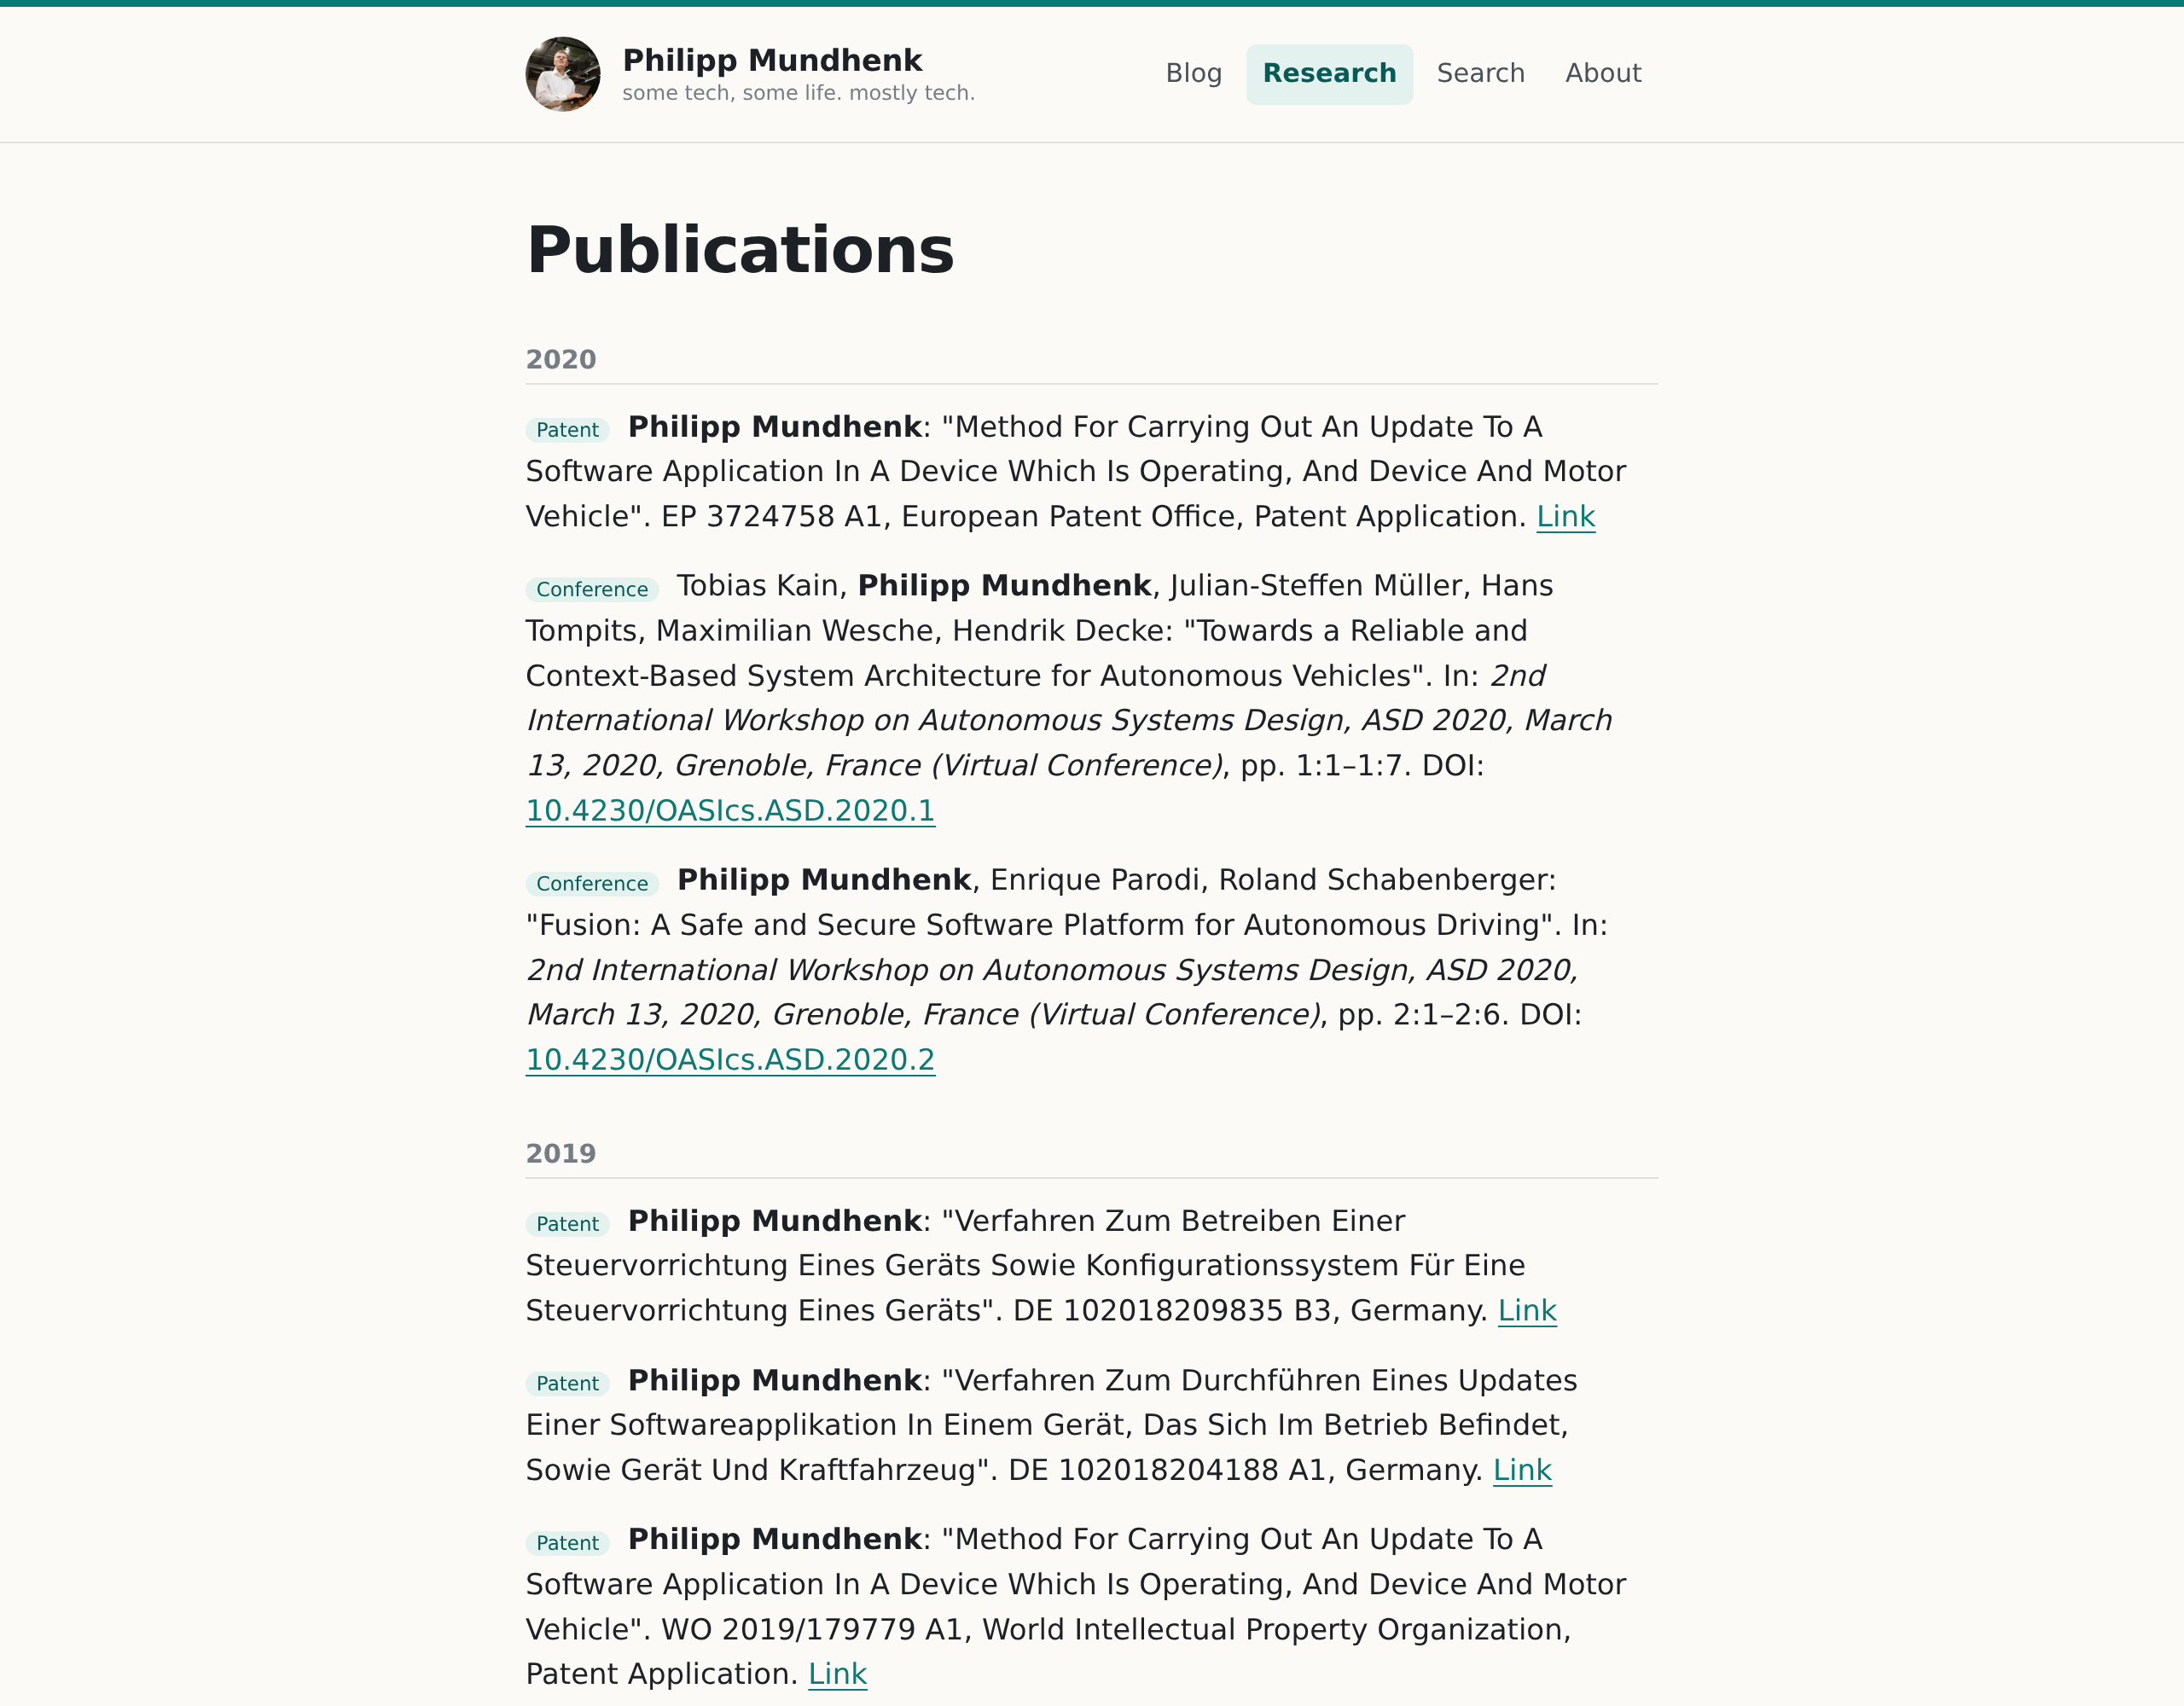 Philipp Mundhenk
some tech, some life. mostly tech.
Blog Research Search About
Publications
2020
Patent Philipp Mundhenk: "Method For Carrying Out An Update To A
Software Application In A Device Which Is Operating, And Device And Motor
Vehicle". EP 3724758 A1, European Patent Office, Patent Application. Link
Conference Tobias Kain, Philipp Mundhenk, Julian-Steffen Müller, Hans
Tompits, Maximilian Wesche, Hendrik Decke: "Towards a Reliable and
Context-Based System Architecture for Autonomous Vehicles". In: 2nd
International Workshop on Autonomous Systems Design, ASD 2020, March
13, 2020, Grenoble, France (Virtual Conference), pp. 1:1–1:7. DOI:
10.4230/OASIcs.ASD.2020.1
Conference Philipp Mundhenk, Enrique Parodi, Roland Schabenberger:
"Fusion: A Safe and Secure Software Platform for Autonomous Driving". In:
2nd International Workshop on Autonomous Systems Design, ASD 2020,
March 13, 2020, Grenoble, France (Virtual Conference), pp. 2:1–2:6. DOI:
10.4230/OASIcs.ASD.2020.2
2019
Patent Philipp Mundhenk: "Verfahren Zum Betreiben Einer
Steuervorrichtung Eines Geräts Sowie Konfigurationssystem Für Eine
Steuervorrichtung Eines Geräts". DE 102018209835 B3, Germany. Link
Patent Philipp Mundhenk: "Verfahren Zum Durchführen Eines Updates
Einer Softwareapplikation In Einem Gerät, Das Sich Im Betrieb Befindet,
Sowie Gerät Und Kraftfahrzeug". DE 102018204188 A1, Germany. Link
Patent Philipp Mundhenk: "Method For Carrying Out An Update To A
Software Application In A Device Which Is Operating, And Device And Motor
Vehicle". WO 2019/179779 A1, World Intellectual Property Organization,
Patent Application. Link